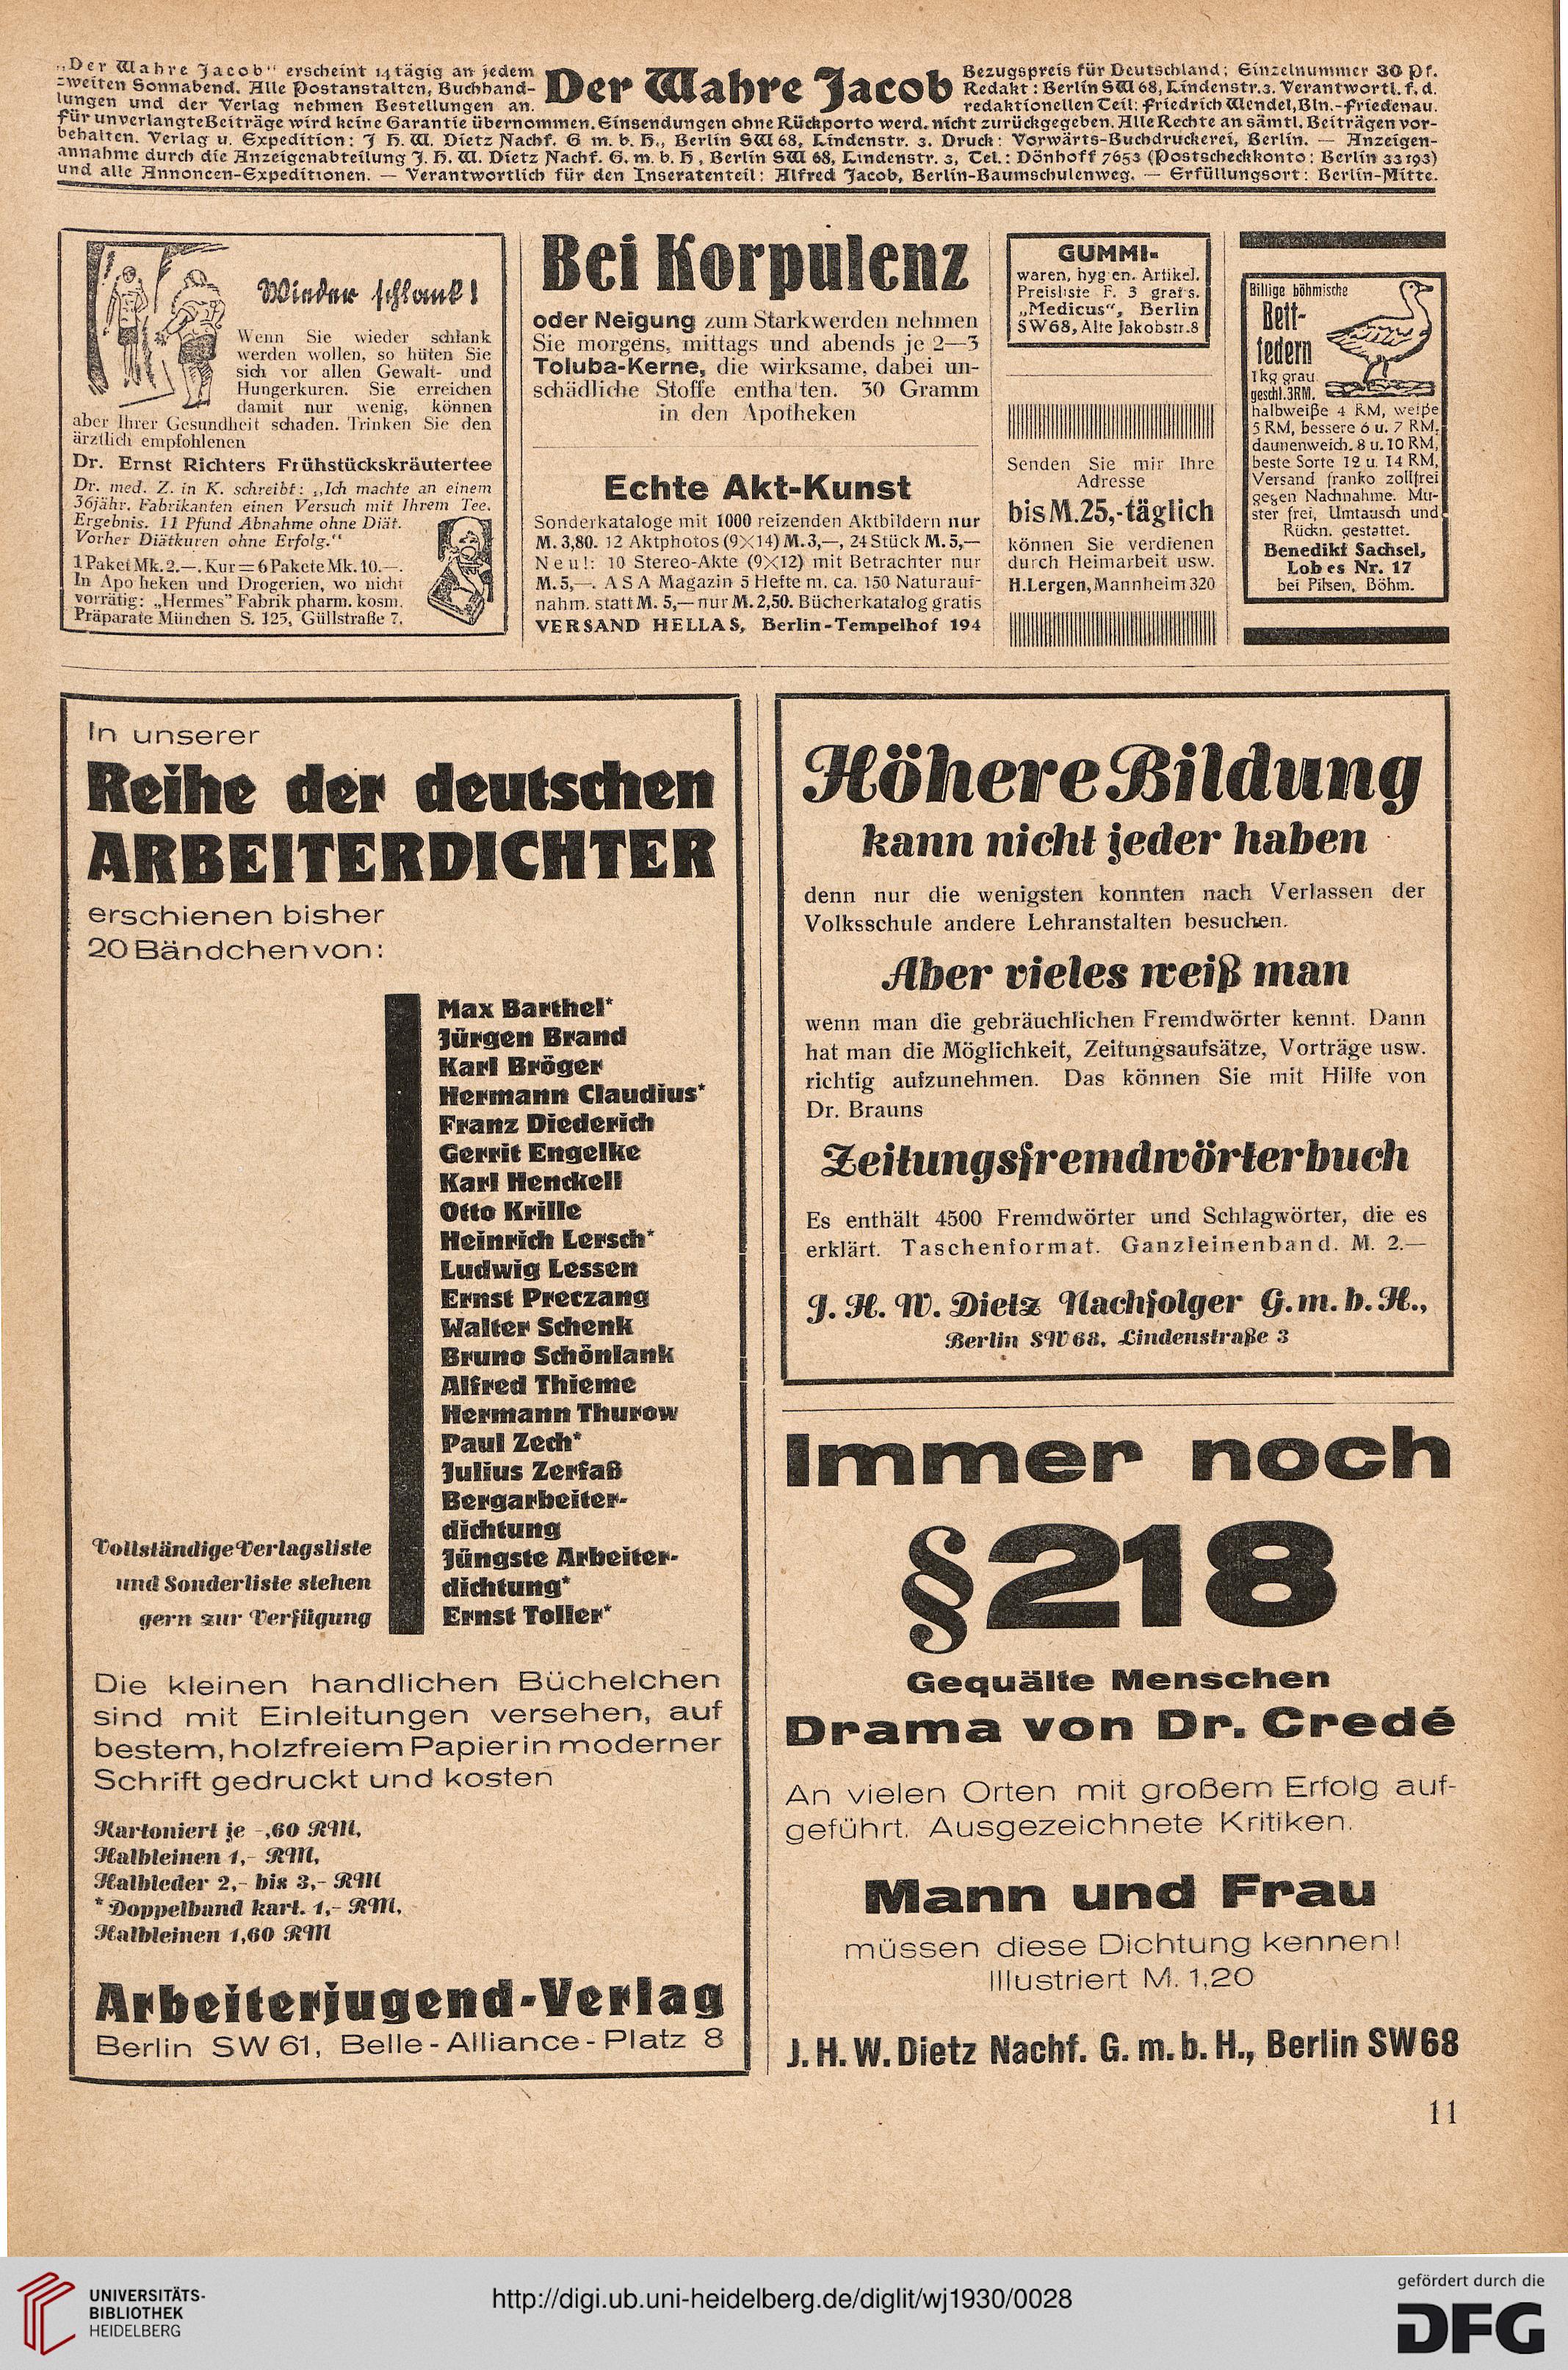 „Der Wahre Jacob“ erscheint 14tägig an jedem
zweiten Sonnabend. Alle Postanstalten, Buchhand-
lungen und der Verlag nehmen Bestellungen an.
Der Wahre Jacob
Bezugspreis für Deutschland: Einzelnummer 30 Pf.
Redakt: Berlin SW 68, Lindenstr. 3. Verantwortl. f. d.
redaktionellen Teil: Friedrich Wendel, Bln.-Friedenau.
Für unverlangte Beiträge wird keine Garantie übernommen. Einsendungen ohne Rückporto werd. nicht zurückgegeben. Alle Rechte an sämtl. Beiträgen vor-
behalten. Verlag u. Expedition: J H. W. Dietz Nachf. G m. b. H., Berlin SW 68, Lindenstr. 3. Druck: Vorwärts-Buchdruckerei, Berlin. — Anzeigen-
annahme durch die Anzeigenabteilung J. H. W. Dietz Nachf. G. m. b. H, Berlin SW 68, Lindenstr. 3, Tel.: Dönhoff 7653 (Postscheckkonto: Berlin 33193)
und alle Annoncen-Expeditionen. — Verantwortlich für den Inseratenteil: Alfred Jacob, Berlin-Baumschulenweg. — Erfüllungsort: Berlin-Mitte.
Wieder schlank!
Wenn Sie wieder schlank
werden wollen, so hüten Sie
sich vor allen Gewalt- und
Hungerkuren. Sie erreichen
damit nur wenig, können
aber Ihrer Gesundheit schaden. Trinken Sie den
ärztlich empfohlenen
Dr. Ernst Richters Frühstückskräutertee
Dr. med. Z. in K. schreibt: „Ich machte an einem
36jähr. Fabrikanten einen Versuch mit Ihrem Tee.
Ergebnis. 11 Pfund Abnahme ohne Diät.
Vorher Diätkuren ohne Erfolg.“
1 Paket Mk. 2.—. Kur = 6 Pakete Mk. 10.—.
In Apotheken und Drogerien, wo nicht
vorrätig: „Hermes” Fabrik pharm. kosm.
Präparate München S. 125, Güllstraße 7.
Bei Korpulenz
oder Neigung zum Starkwerden nehmen
Sie morgens, mittags und abends je 2—3
Toluba-Kerne, die wirksame, dabei un-
schädliche Stoffe enthalten. 30 Gramm
in den Apotheken
Echte Akt-Kunst
Sonderkataloge mit 1000 reizenden Aktbildern nur
M. 3,80. 12 Aktphotos (9×14) M. 3,—, 24 Stück M. 5,—
Neu!: 10 Stereo-Akte (9×12) mit Betrachter nur
M. 5,—. ASA Magazin 5 Hefte m. ca. 150 Naturauf-
nahm. statt M. 5,— nur M. 2,50. Bücherkatalog gratis
VERSAND HELLAS, Berlin-Tempelhof 194
GUMMI-
waren, hygien. Artikel.
Preisliste F. 3 gratis.
„Medicus“, Berlin
SW68, Alte Jakobstr. 8
Senden Sie mir Ihre
Adresse
bis M. 25,- täglich
können Sie verdienen
durch Heimarbeit usw.
H. Lergen, Mannheim 320
Billige böhmische
Bett-
federn
1 kg grau
geschl. 3 RM.
halbweiße 4 RM, weiße
5 RM, bessere 6 u. 7 RM,
daunenweich. 8 u. 10 RM,
beste Sorte 12 u. 14 RM,
Versand franko zollfrei
gegen Nachnahme. Mu-
ster frei, Umtausch und
Rückn. gestattet.
Benedikt Sachsel,
Lobes Nr. 17
bei Pilsen, Böhm.
In unserer
Reihe der deutschen
ARBEITERDICHTER
erschienen bisher
20 Bändchen von:
Max Barthel*
Jürgen Brand
Karl Bröger
Hermann Claudius*
Franz Diederich
Gerrit Engelke
Karl Henckell
Otto Krille
Heinrich Lersch*
Ludwig Lessen
Ernst Preczang
Walter Schenk
Bruno Schönlank
Alfred Thieme
Hermann Thurow
Paul Zech*
Julius Zerfaß
Bergarbeiter-
dichtung
Jüngste Arbeiter-
dichtung*
Ernst Toller*
Vollständige Verlagsliste
und Sonderliste stehen
gern zur Verfügung
Die kleinen handlichen Büchelchen
sind mit Einleitungen versehen, auf
bestem, holzfreiem Papier in moderner
Schrift gedruckt und kosten
Kartoniert je -,60 RM,
Halbleinen 1,- RM,
Halbleder 2,- bis 3,- RM
* Doppelband kart. 1,- RM,
Halbleinen 1,60 RM
Arbeiterjugend-Verlag
Berlin SW 61, Belle-Alliance-Platz 8
Höhere Bildung
kann nicht jeder haben
denn nur die wenigsten konnten nach Verlassen der
Volksschule andere Lehranstalten besuchen.
Aber vieles weiß man
wenn man die gebräuchlichen Fremdwörter kennt. Dann
hat man die Möglichkeit, Zeitungsaufsätze, Vorträge usw.
richtig aufzunehmen. Das können Sie mit Hilfe von
Dr. Brauns
Zeitungsfremdwörterbuch
Es enthält 4500 Fremdwörter und Schlagwörter, die es
erklärt. Taschenformat. Ganzleinenband. M. 2.—
J. H. W. Dietz Nachfolger G. m. b. H.,
Berlin SW 68, Lindenstraße 3
Immer noch
§218
Gequälte Menschen
Drama von Dr. Credé
An vielen Orten mit großem Erfolg auf-
geführt. Ausgezeichnete Kritiken.
Mann und Frau
müssen diese Dichtung kennen!
Illustriert M. 1,20
J. H. W. Dietz Nachf. G. m. b. H., Berlin SW 68
11
UNIVERSITÄTS-
BIBLIOTHEK
HEIDELBERG
http://digi.ub.uni-heidelberg.de/diglit/wj1930/0028
gefördert durch die
DFG